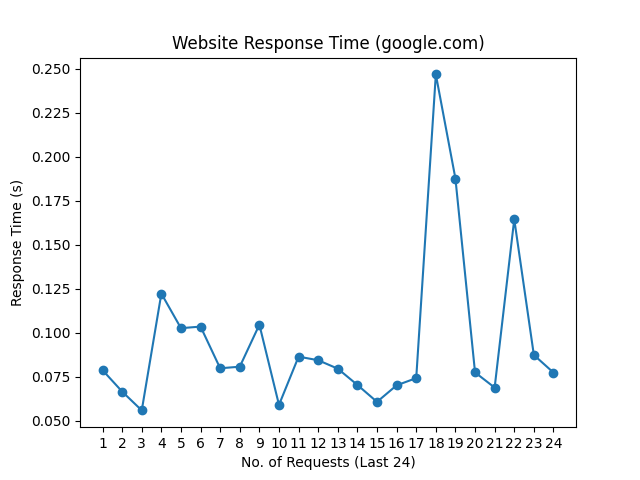 Website Response Time (google.com)
0.250
0.225
0.200
0.175
0.150
0.125
0.100
0.075
0.050
Response Time (s)
1 2 3 4 5 6 7 8 9 10 11 12 13 14 15 16 17 18 19 20 21 22 23 24
No. of Requests (Last 24)